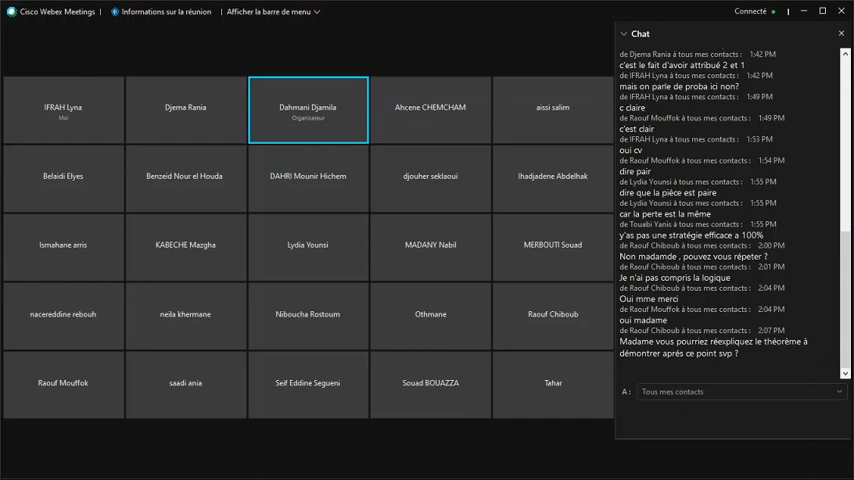 Cisco Webex Meetings | Informations sur la réunion | Afficher la barre de menu
Connecté
IFRAH Lyna
Moi
Djema Rania
Dahmani Djamila
Organisateur
Ahcene CHEMCHAM
aissi salim
Belaidi Elyes
Benzeid Nour el Houda
DAHRI Mounir Hichem
djouher seklaoui
Ihadjadene Abdelhak
Ismahane arris
KABECHE Mazgha
Lydia Younsi
MADANY Nabil
MERBOUTI Souad
nacereddine rebouh
neila khermane
Niboucha Rostoum
Othmane
Raouf Chiboub
Raouf Mouffok
saadi ania
Seif Eddine Segueni
Souad BOUAZZA
Tahar
Chat
de Djema Rania à tous mes contacts : 1:42 PM
c'est le fait d'avoir attribué 2 et 1
de IFRAH Lyna à tous mes contacts : 1:42 PM
mais on parle de proba ici non?
de IFRAH Lyna à tous mes contacts : 1:49 PM
c claire
de Raouf Mouffok à tous mes contacts : 1:49 PM
c'est clair
de IFRAH Lyna à tous mes contacts : 1:53 PM
oui cv
de Raouf Mouffok à tous mes contacts : 1:54 PM
dire pair
de Lydia Younsi à tous mes contacts : 1:55 PM
dire que la pièce est paire
de Lydia Younsi à tous mes contacts : 1:55 PM
car la perte est la même
de Touabi Yanis à tous mes contacts : 1:55 PM
y'as pas une stratégie efficace a 100%
de Raouf Chiboub à tous mes contacts : 2:00 PM
Non madamde , pouvez vous répeter ?
de Raouf Chiboub à tous mes contacts : 2:01 PM
Je n'ai pas compris la logique
de Raouf Chiboub à tous mes contacts : 2:04 PM
Oui mme merci
de Raouf Mouffok à tous mes contacts : 2:04 PM
oui madame
de Raouf Chiboub à tous mes contacts : 2:07 PM
Madame vous pourriez réexpliquez le théorème à
démontrer aprés ce point svp ?
A : Tous mes contacts